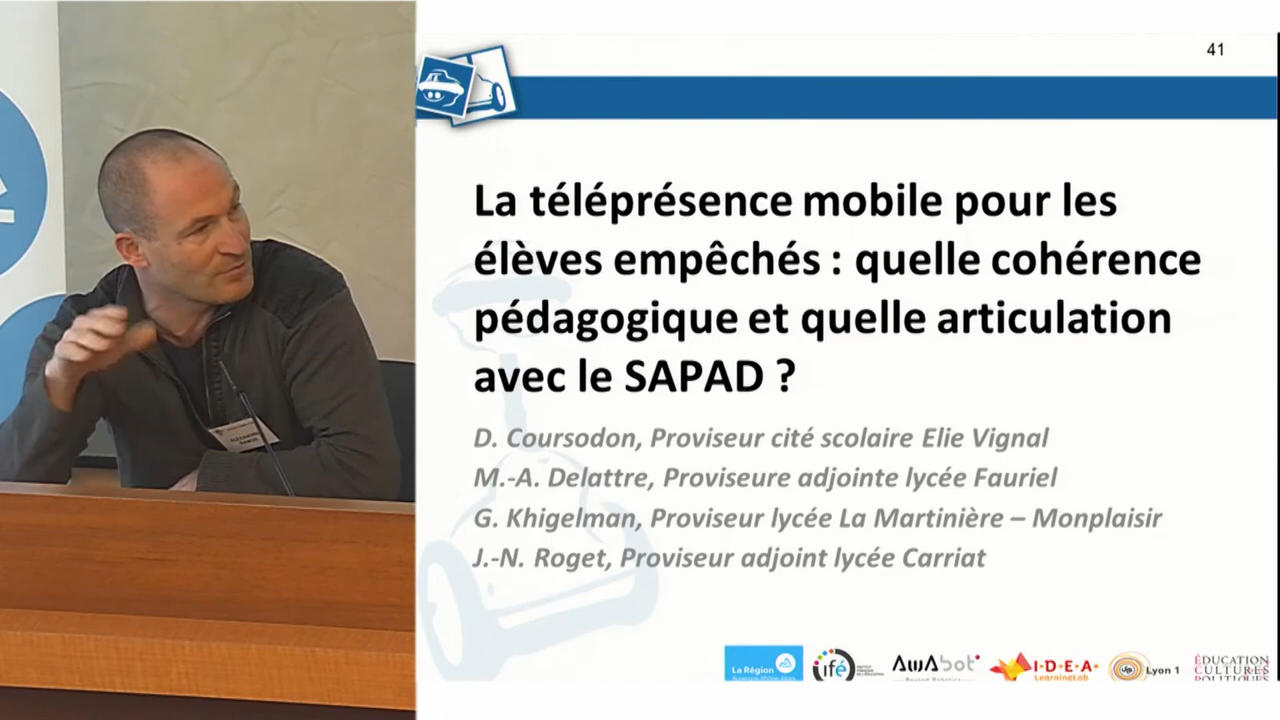 41
La téléprésence mobile pour les
élèves empêchés : quelle cohérence
pédagogique et quelle articulation
avec le SAPAD ?
D. Coursodon, Proviseur cité scolaire Elie Vignal
M.-A. Delattre, Proviseure adjointe lycée Fauriel
G. Khigelman, Proviseur lycée La Martinière – Monplaisir
J.-N. Roget, Proviseur adjoint lycée Carriat
La Région
ifé
AwAbot
I·D·E·A·
LearningLab
Lyon 1
ÉDUCATION
CULTURES
POLITIQUES